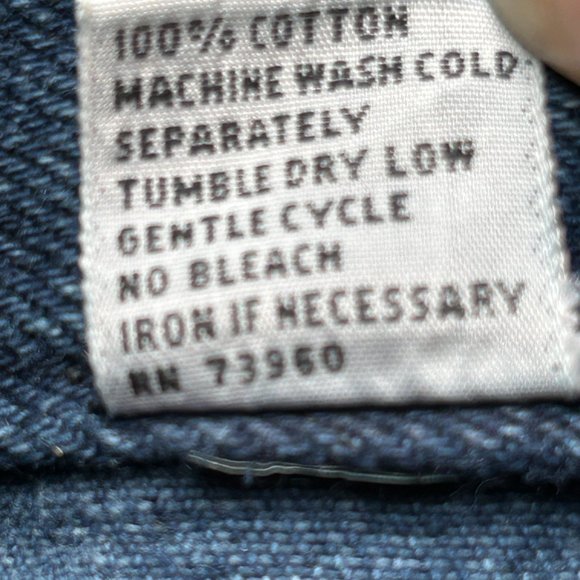 100% COTTON
MACHINE WASH COLD
SEPARATELY
TUMBLE DRY LOW
GENTLE CYCLE
NO BLEACH
IRON IF NECESSARY
RN 73960